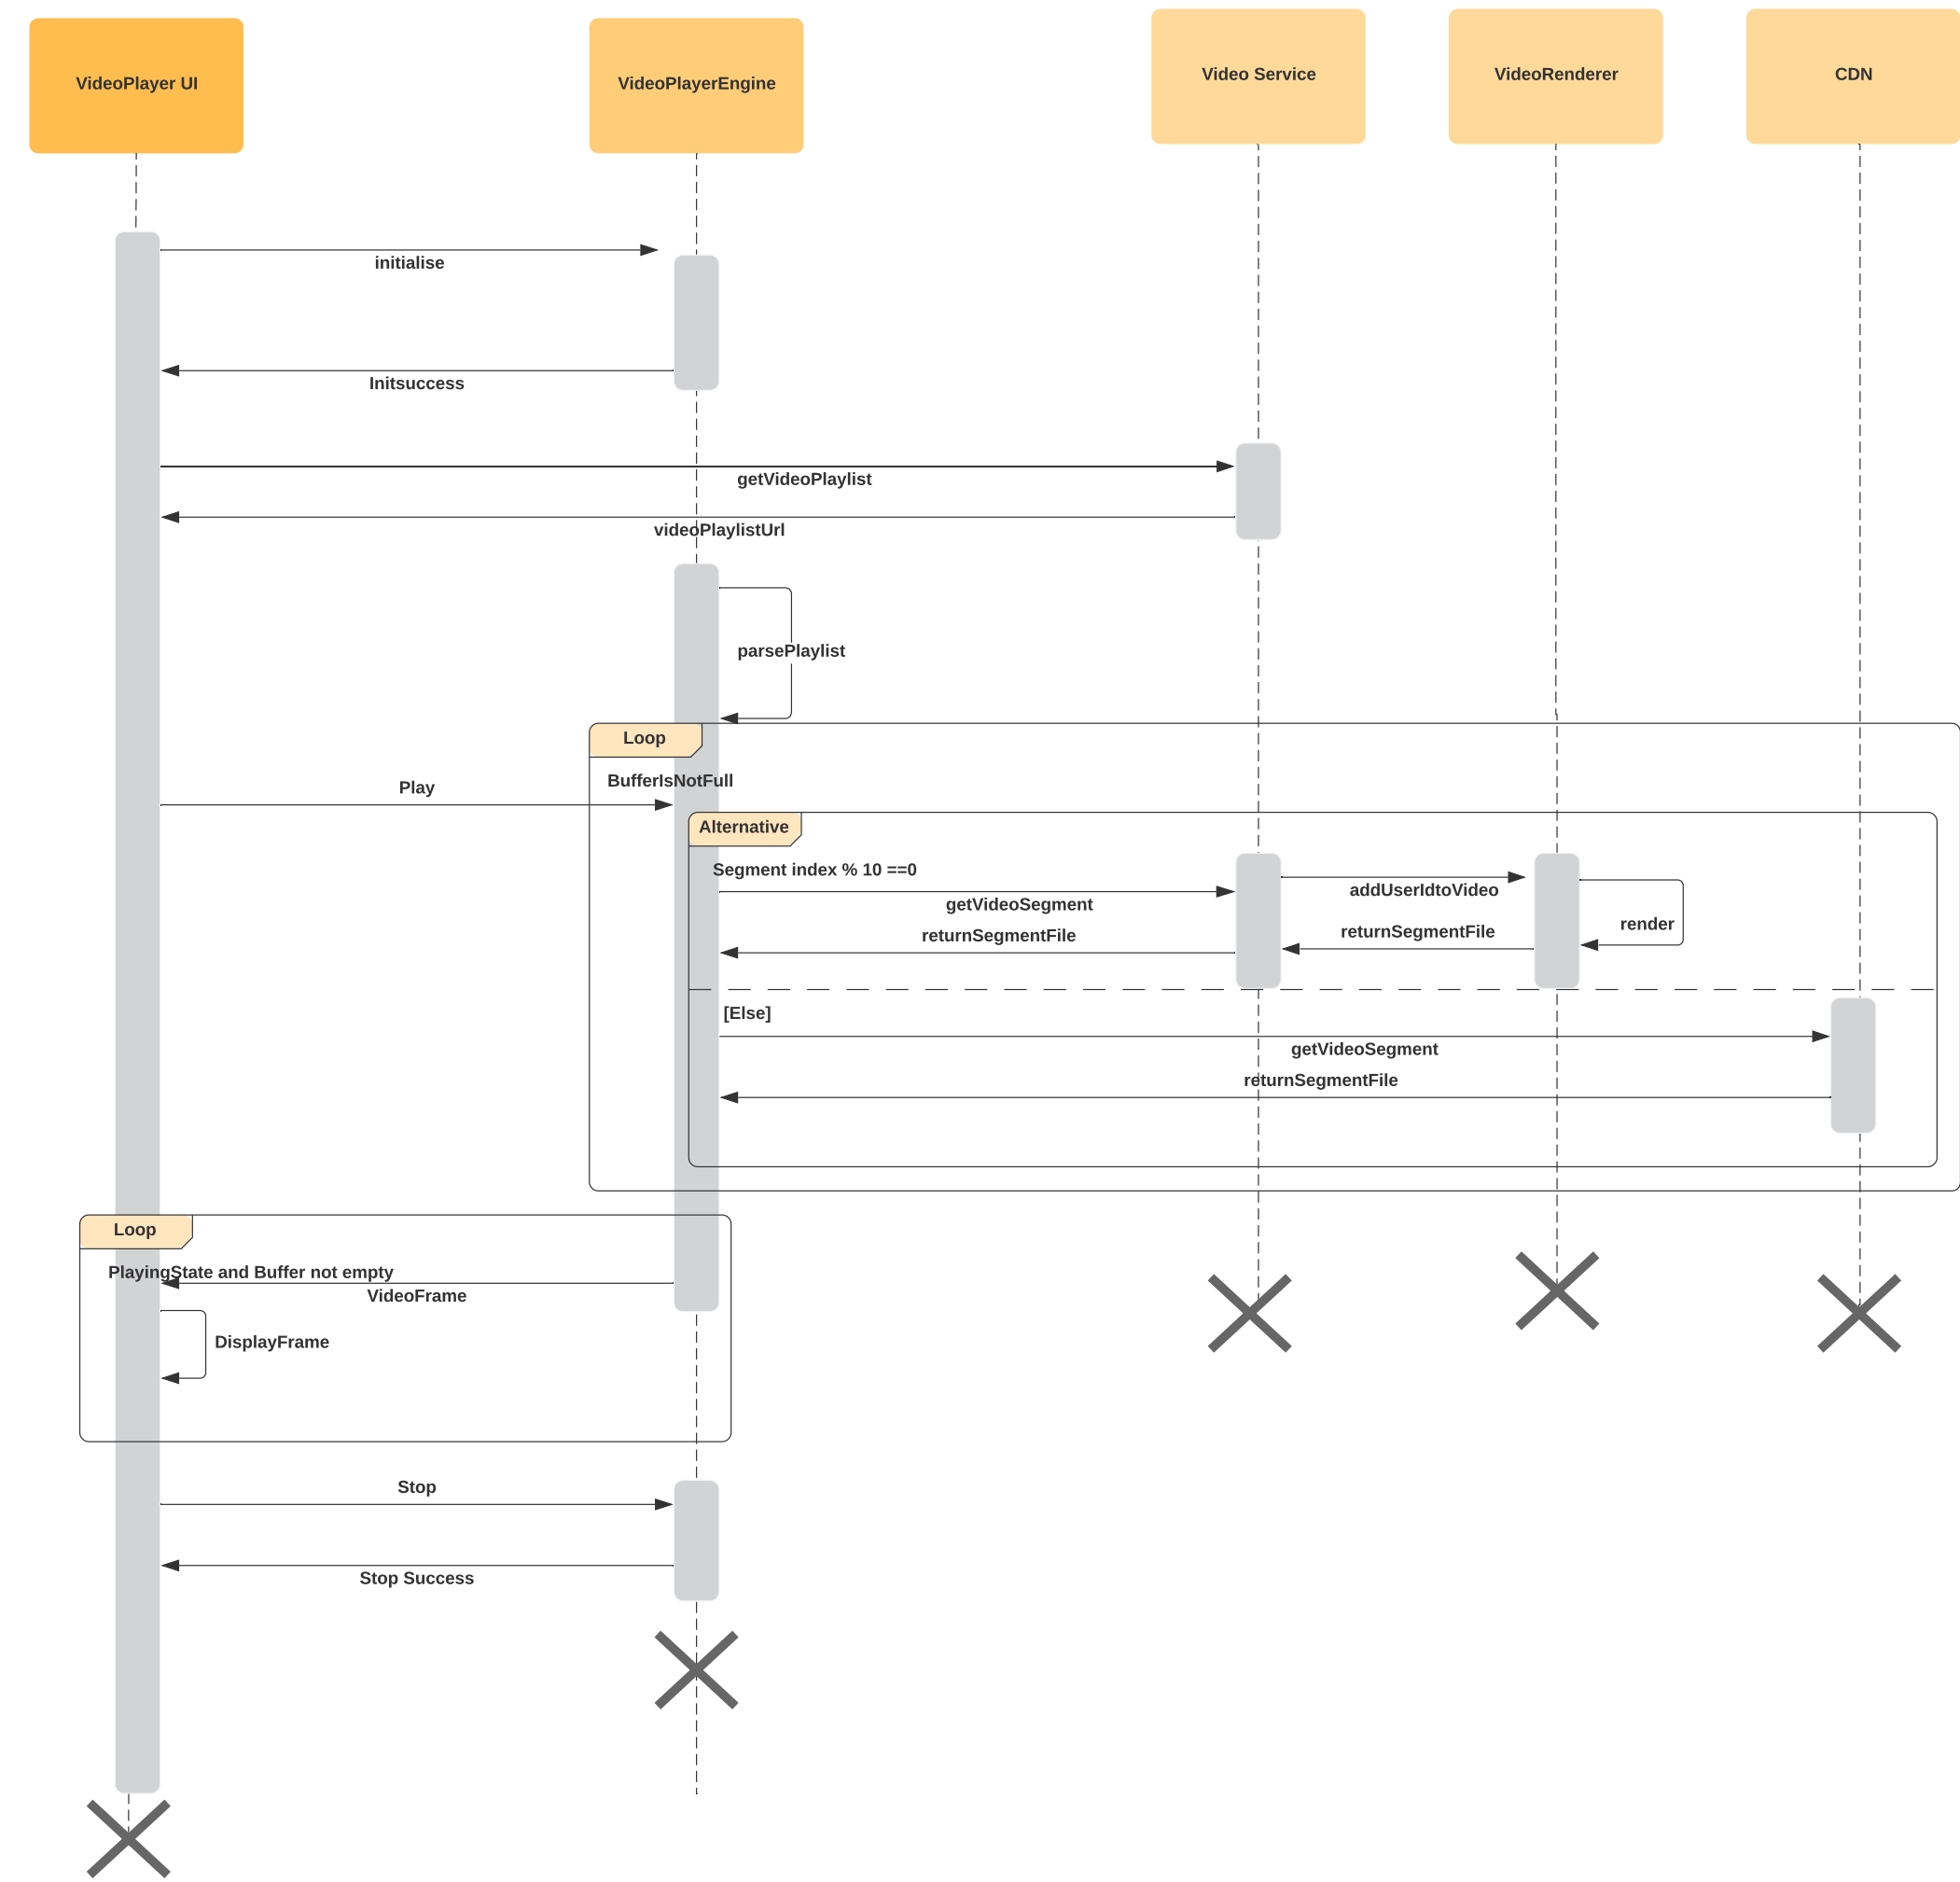 VideoPlayer UI
VideoPlayerEngine
Video Service
VideoRenderer
CDN
initialise
Initsuccess
getVideoPlaylist
videoPlaylistUrl
parsePlaylist
Loop
BufferIsNotFull
Play
Alternative
Segment index % 10 ==0
addUserIdtoVideo
getVideoSegment
render
returnSegmentFile
returnSegmentFile
[Else]
getVideoSegment
returnSegmentFile
Loop
PlayingState and Buffer not empty
VideoFrame
DisplayFrame
Stop
Stop Success